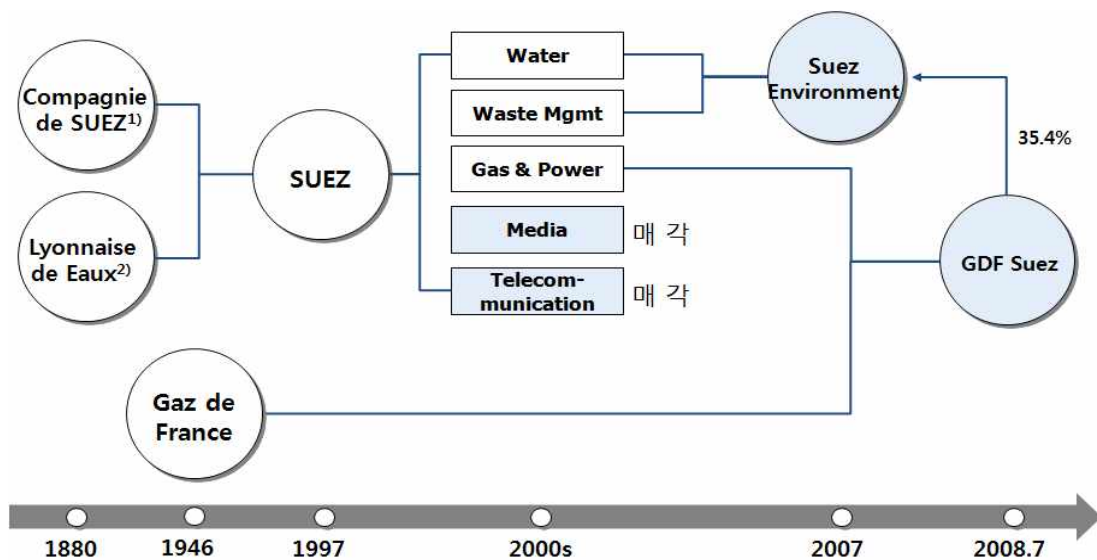 Compagnie
de SUEZ1)
Lyonnaise
de Eaux2)
SUEZ
Water
Waste Mgmt
Gas & Power
Media
매 각
Telecom-
munication
매 각
Suez
Environment
35.4%
GDF Suez
Gaz de
France
1880
1946
1997
2000s
2007
2008.7